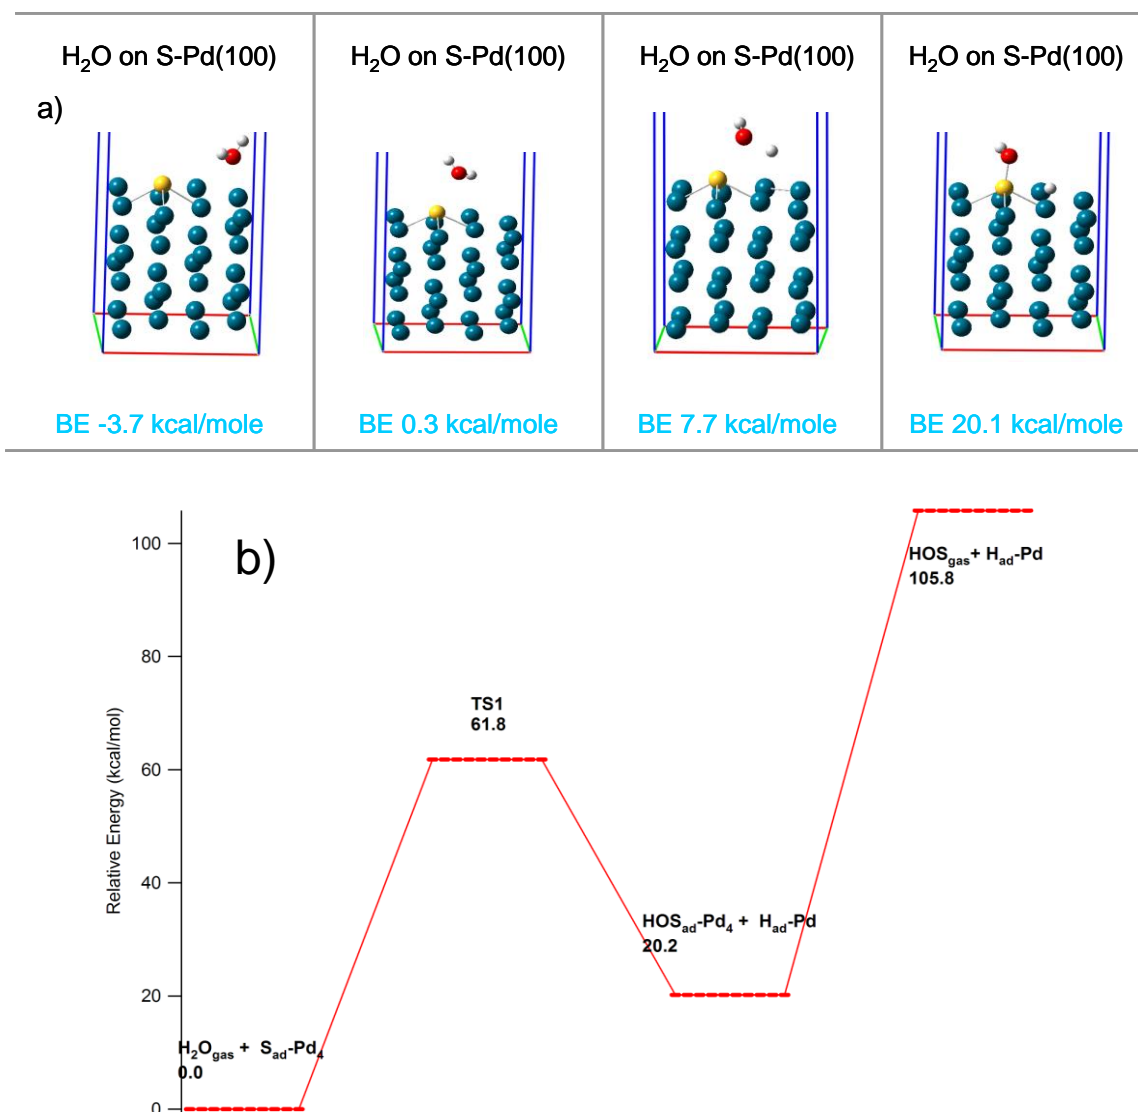 H₂O on S-Pd(100) H₂O on S-Pd(100) H₂O on S-Pd(100) H₂O on S-Pd(100)
a)
BE -3.7 kcal/mole BE 0.3 kcal/mole BE 7.7 kcal/mole BE 20.1 kcal/mole
b)
Relative Energy (kcal/mol)
100
80
60
40
20
0
H₂Ogas + Sad-Pd₄
0.0
TS1
61.8
HOSad-Pd₄ + Had-Pd
20.2
HOSgas + Had-Pd
105.8